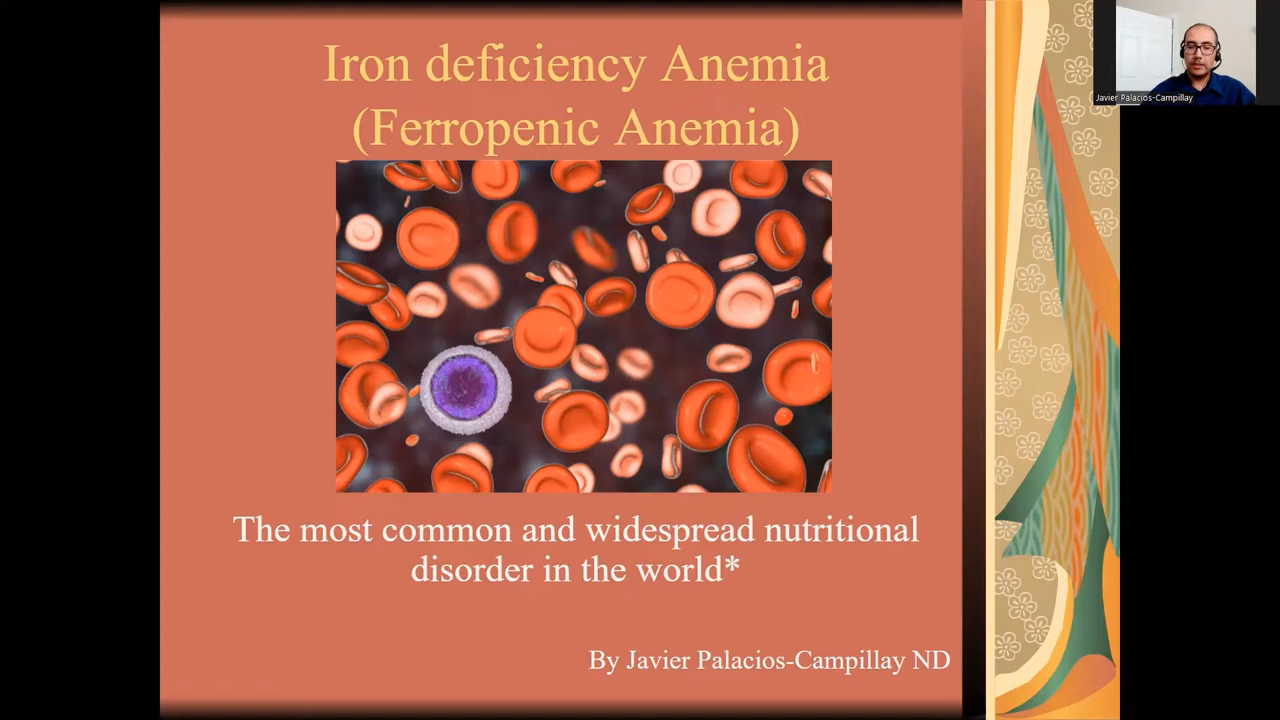 Iron deficiency Anemia
(Ferropenic Anemia)
The most common and widespread nutritional
disorder in the world*
By Javier Palacios-Campillay ND
Javier Palacios-Campillay